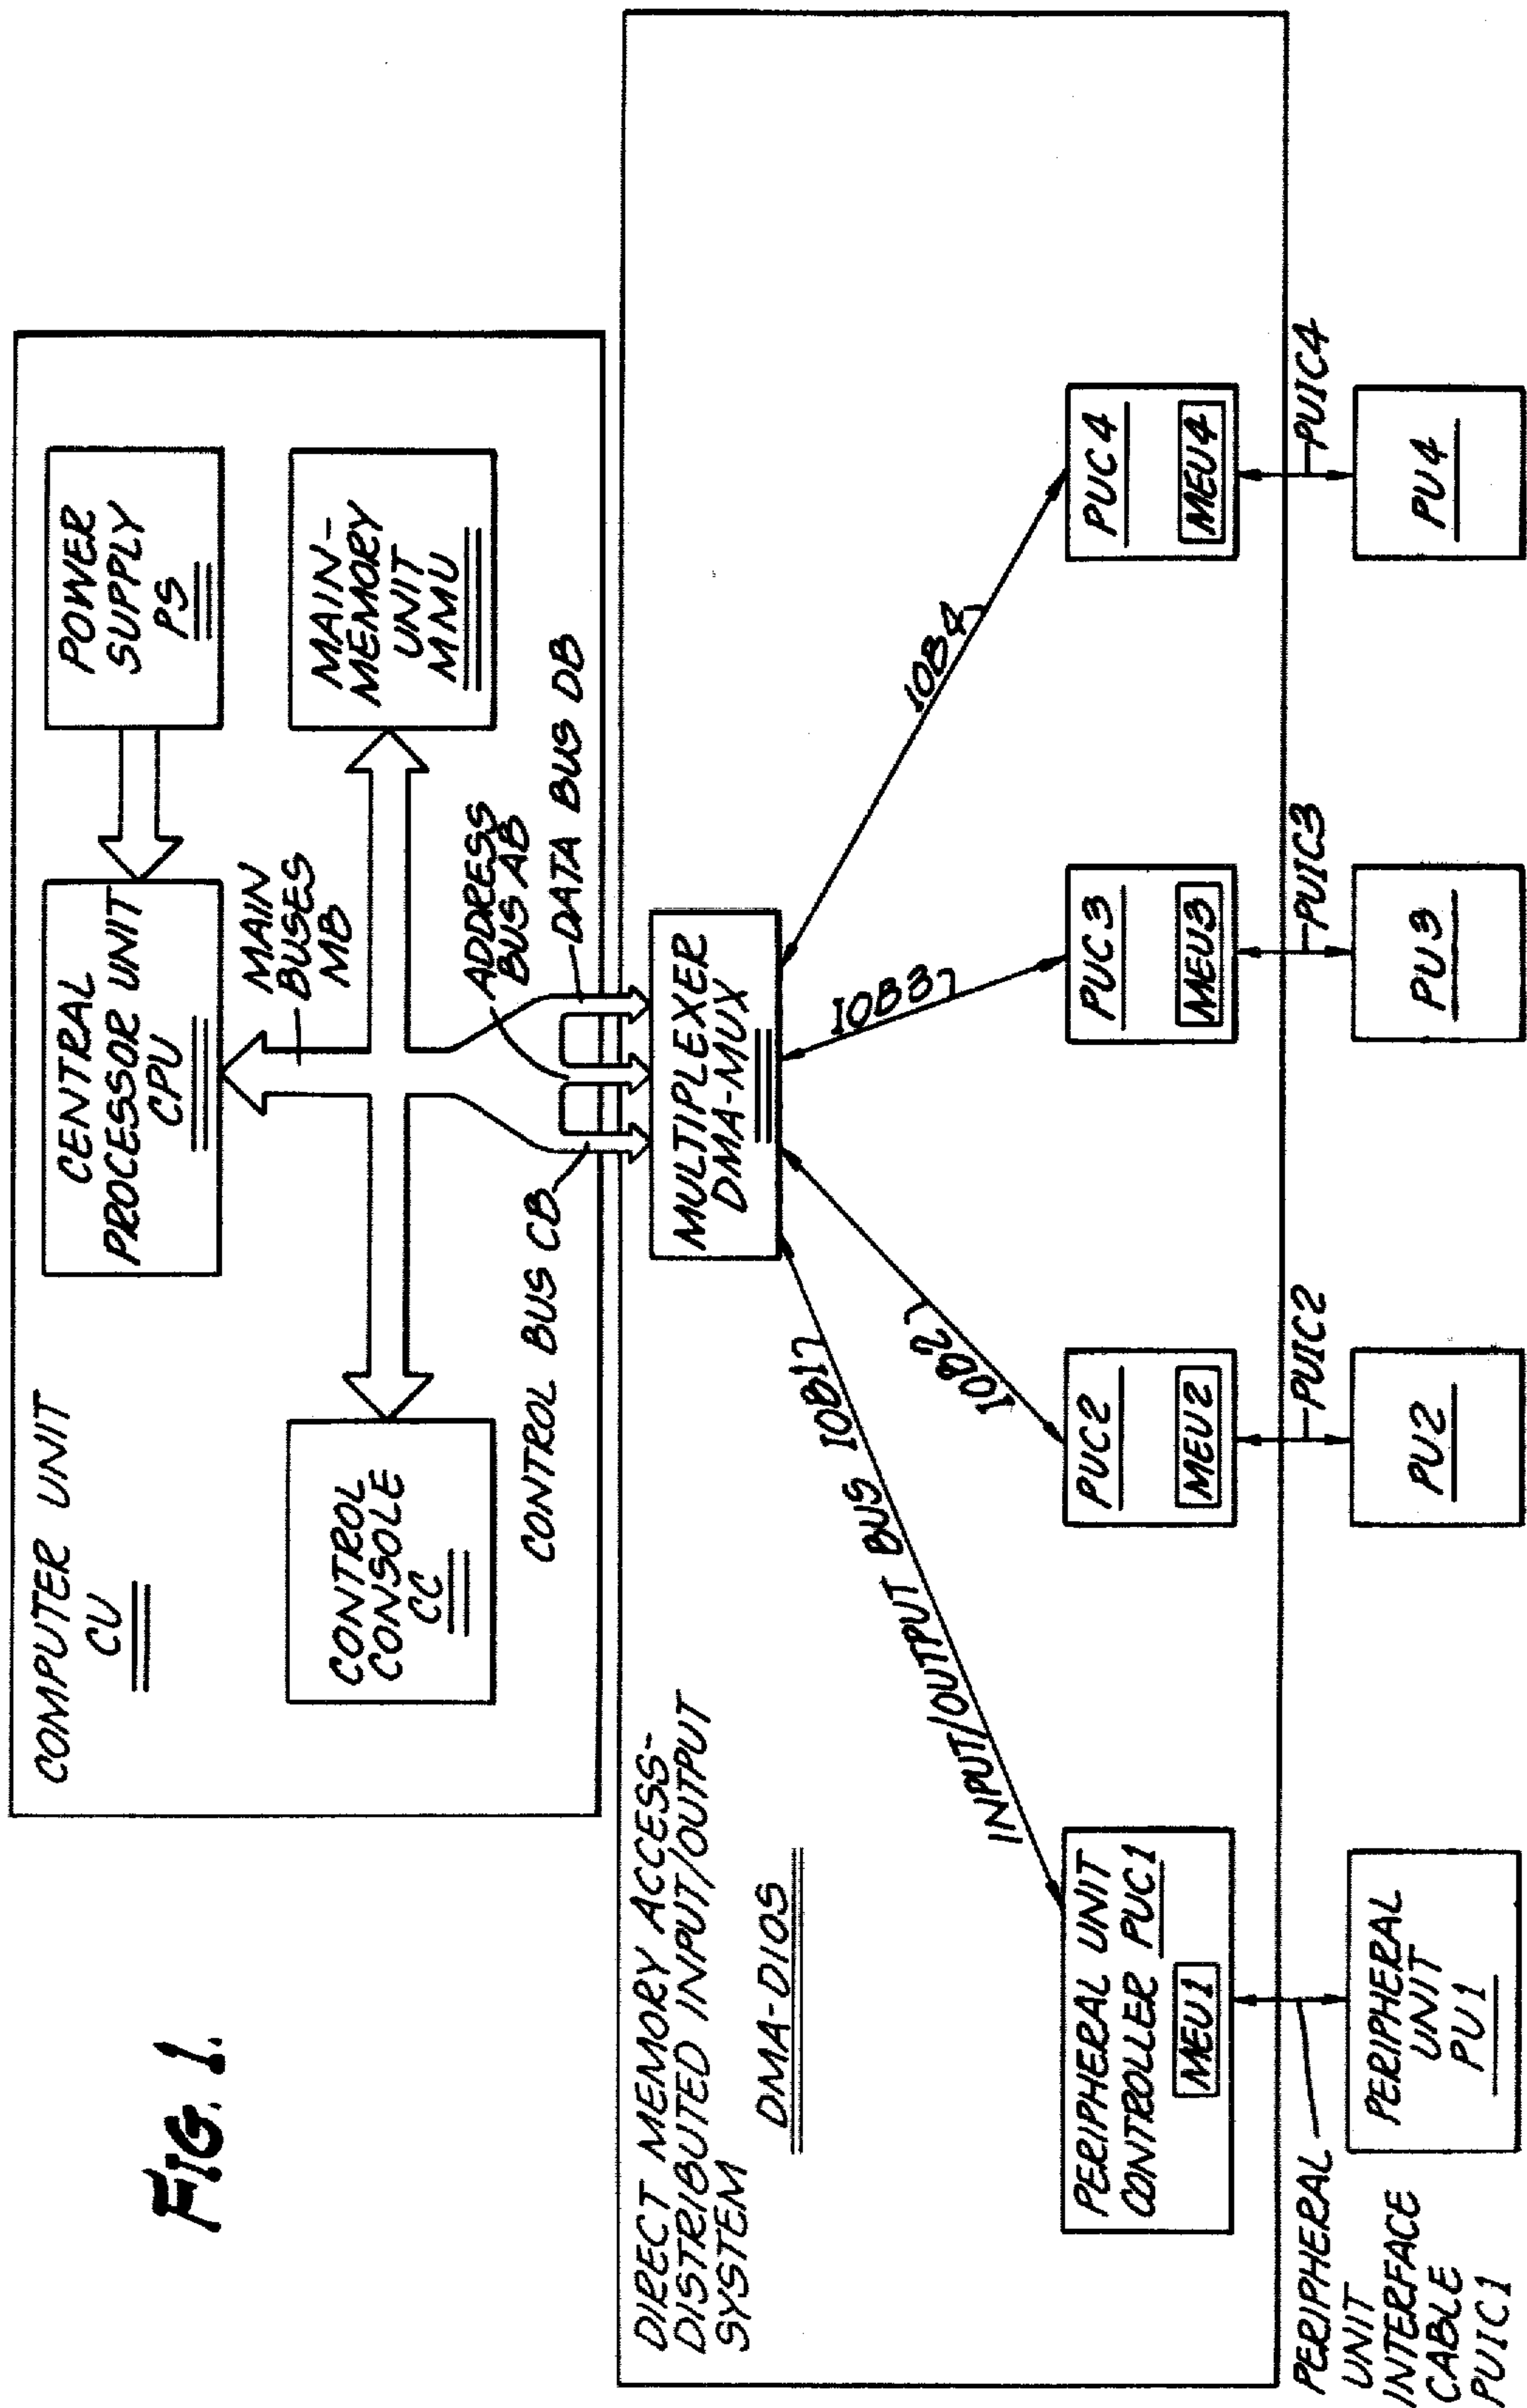 FIG. 1.
COMPUTER UNIT
CU
CENTRAL
PROCESSOR UNIT
CPU
POWER
SUPPLY
PS
MAIN
BUSES
MB
CONTROL
CONSOLE
CC
MAIN-
MEMORY
UNIT
MMU
CONTROL BUS CB
ADDRESS
BUS AB
DATA BUS DB
DIRECT MEMORY ACCESS-
DISTRIBUTED INPUT/OUTPUT
SYSTEM
DMA-DIOS
MULTIPLEXER
DMA-MUX
INPUT/OUTPUT BUS IOB1
IOB2
IOB3
IOB4
PERIPHERAL UNIT
CONTROLLER PUC1
MEU1
PUC2
MEU2
PUC3
MEU3
PUC4
MEU4
PERIPHERAL
UNIT
INTERFACE
CABLE
PUIC1
PUIC2
PUIC3
PUIC4
PERIPHERAL
UNIT
PU1
PU2
PU3
PU4